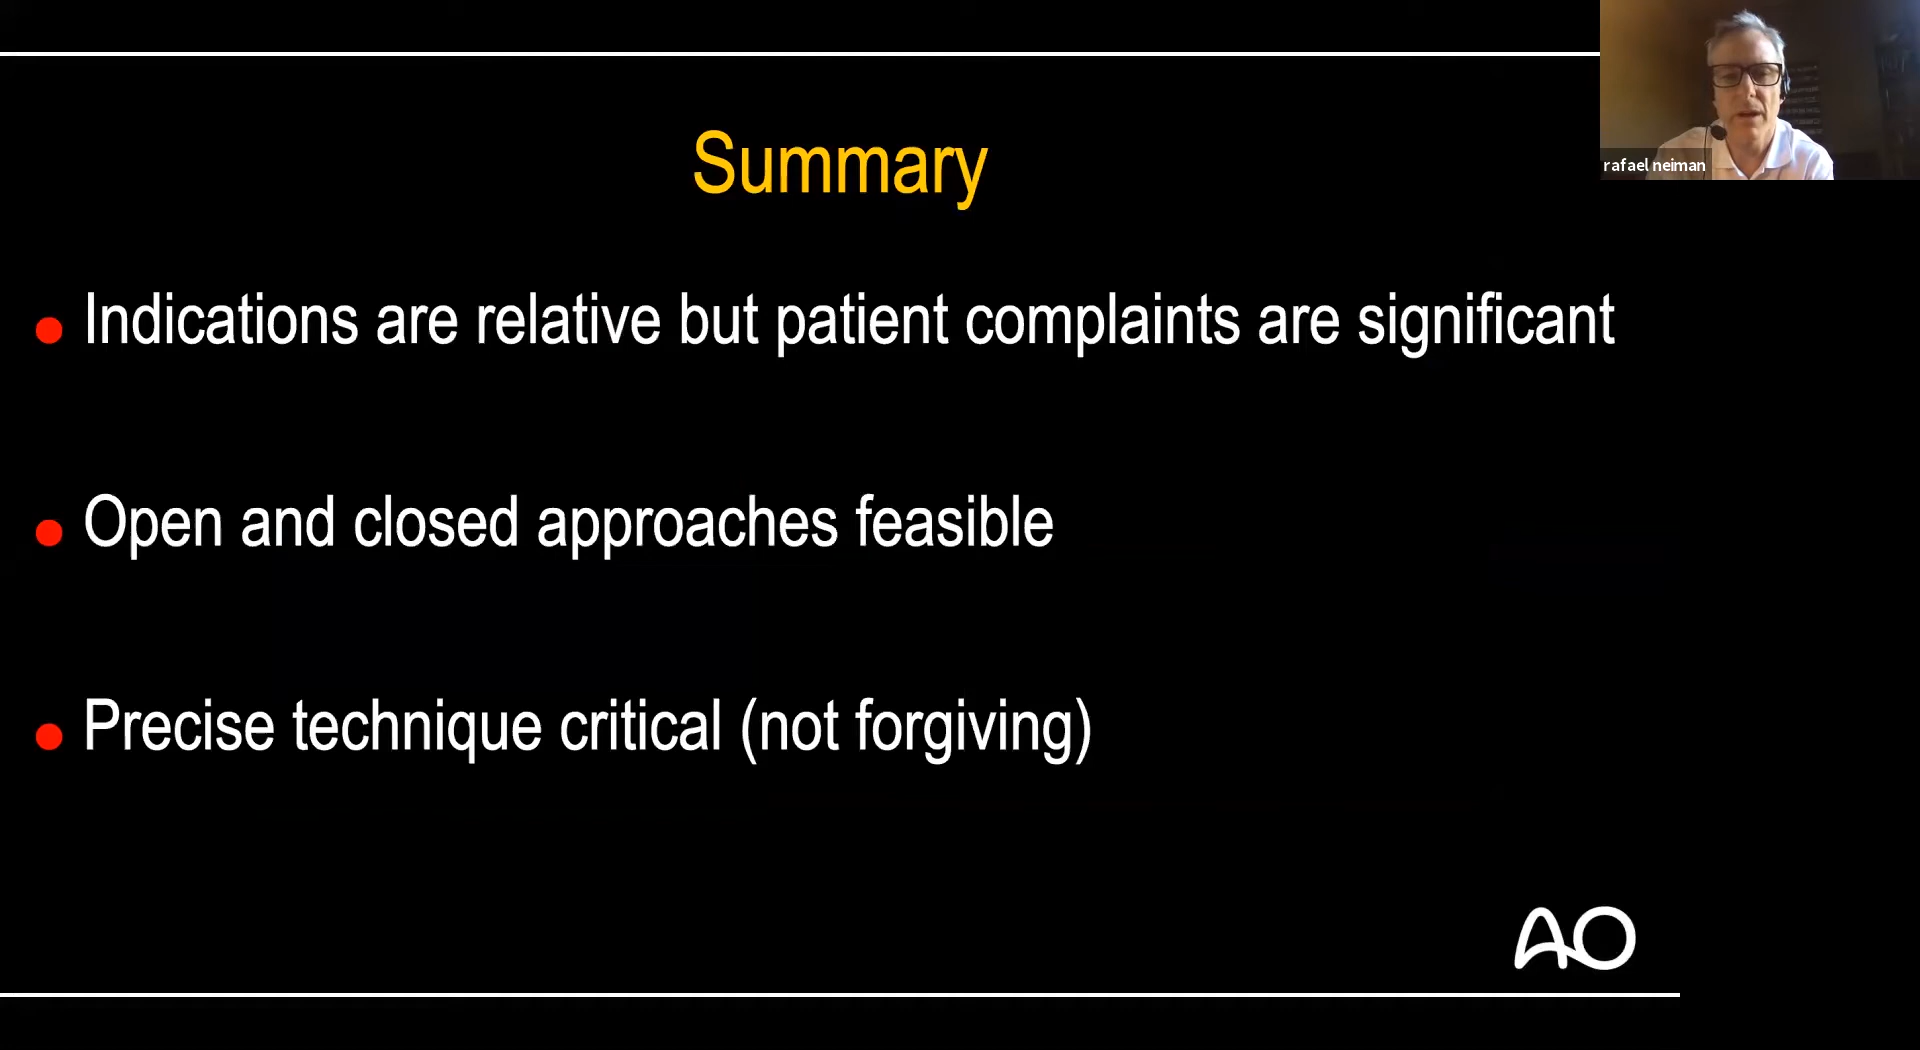 Summary
rafael neiman
Indications are relative but patient complaints are significant
Open and closed approaches feasible
Precise technique critical (not forgiving)
AO